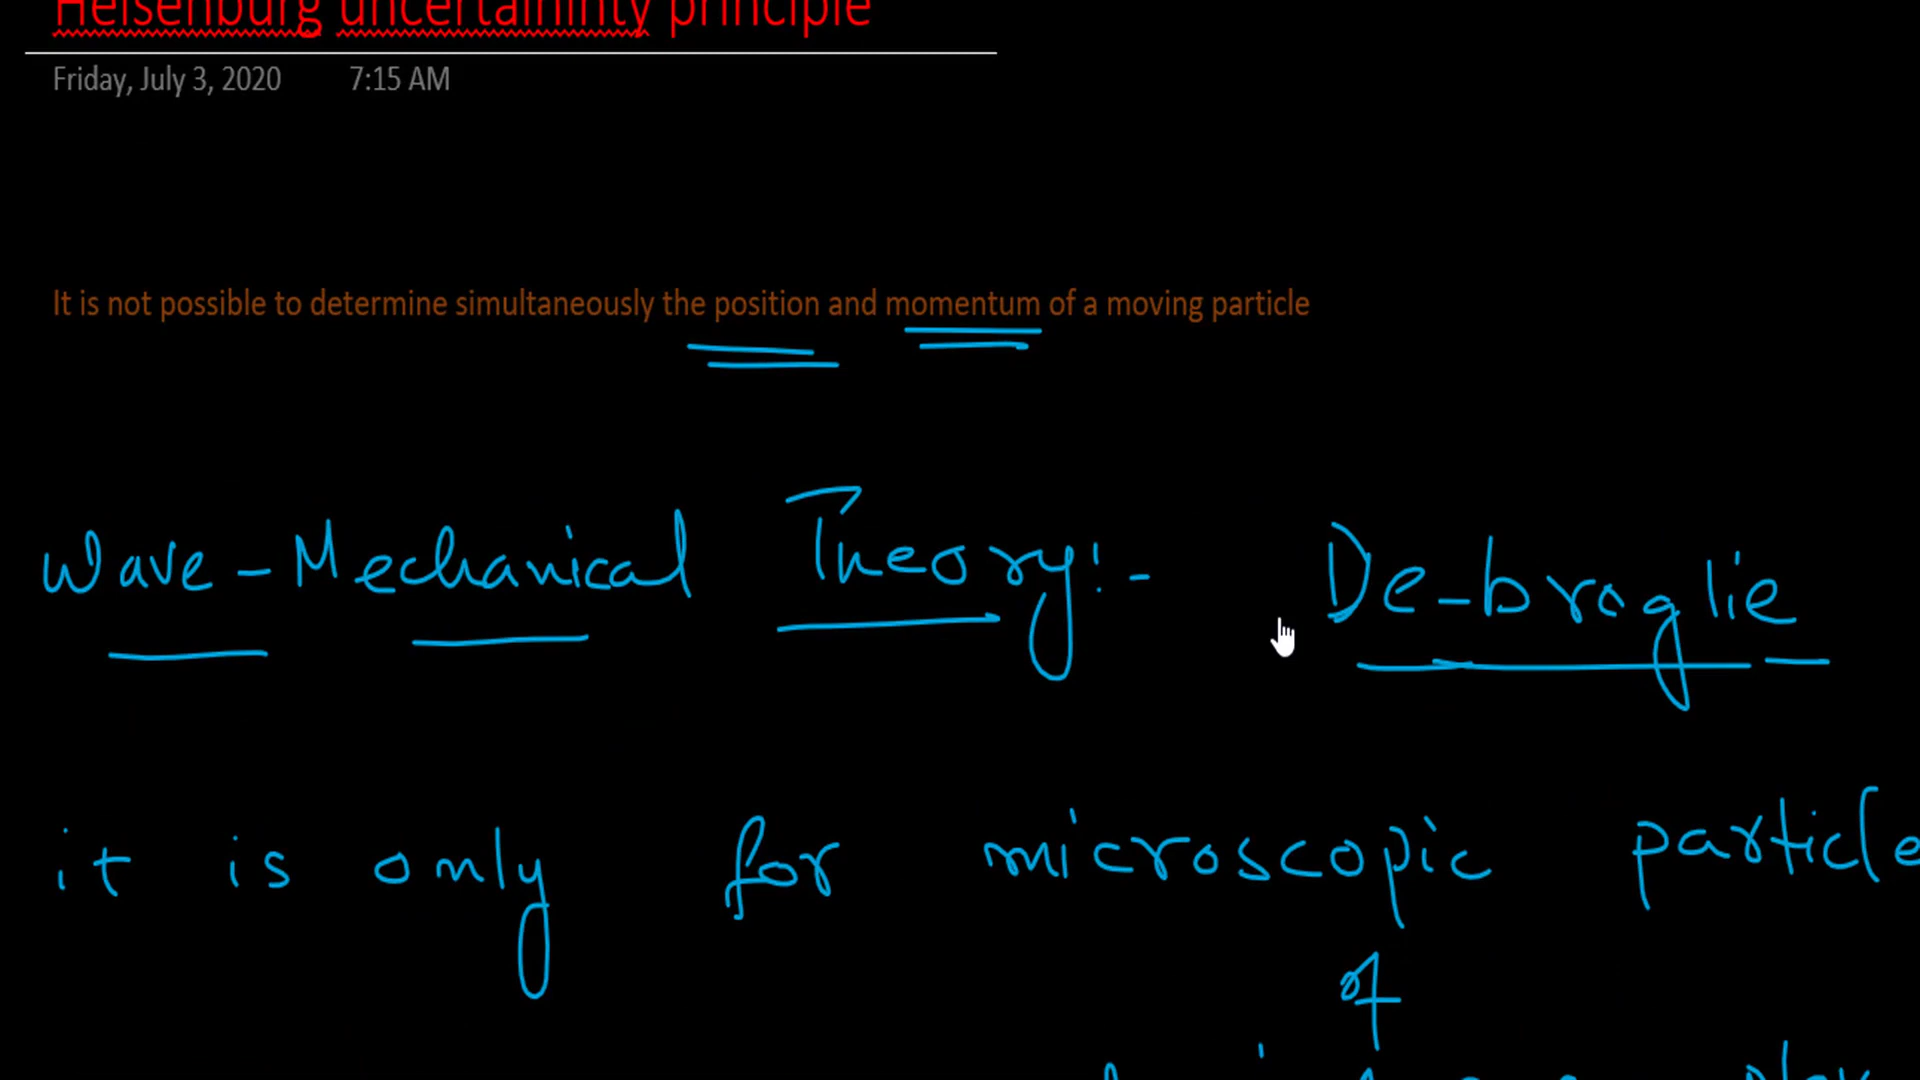 Heisenburg uncertaininty principle
Friday, July 3, 2020 7:15 AM
It is not possible to determine simultaneously the position and momentum of a moving particle
Wave-Mechanical Theory:- De-broglie
it is only for microscopic particle
of